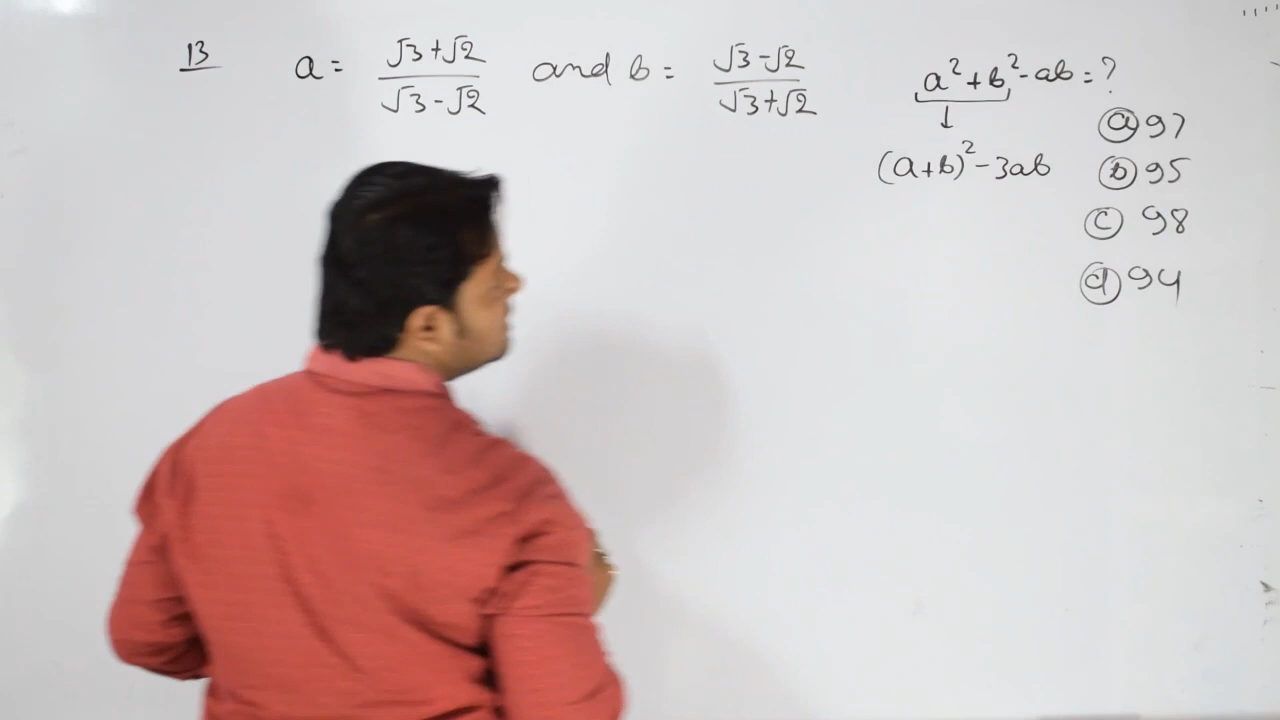 13 a = √3+√2 / √3-√2 and b = √3-√2 / √3+√2 a²+b²-ab = ?
↓
(a+b)²-3ab
ⓐ 97
ⓑ 95
ⓒ 98
ⓓ 94